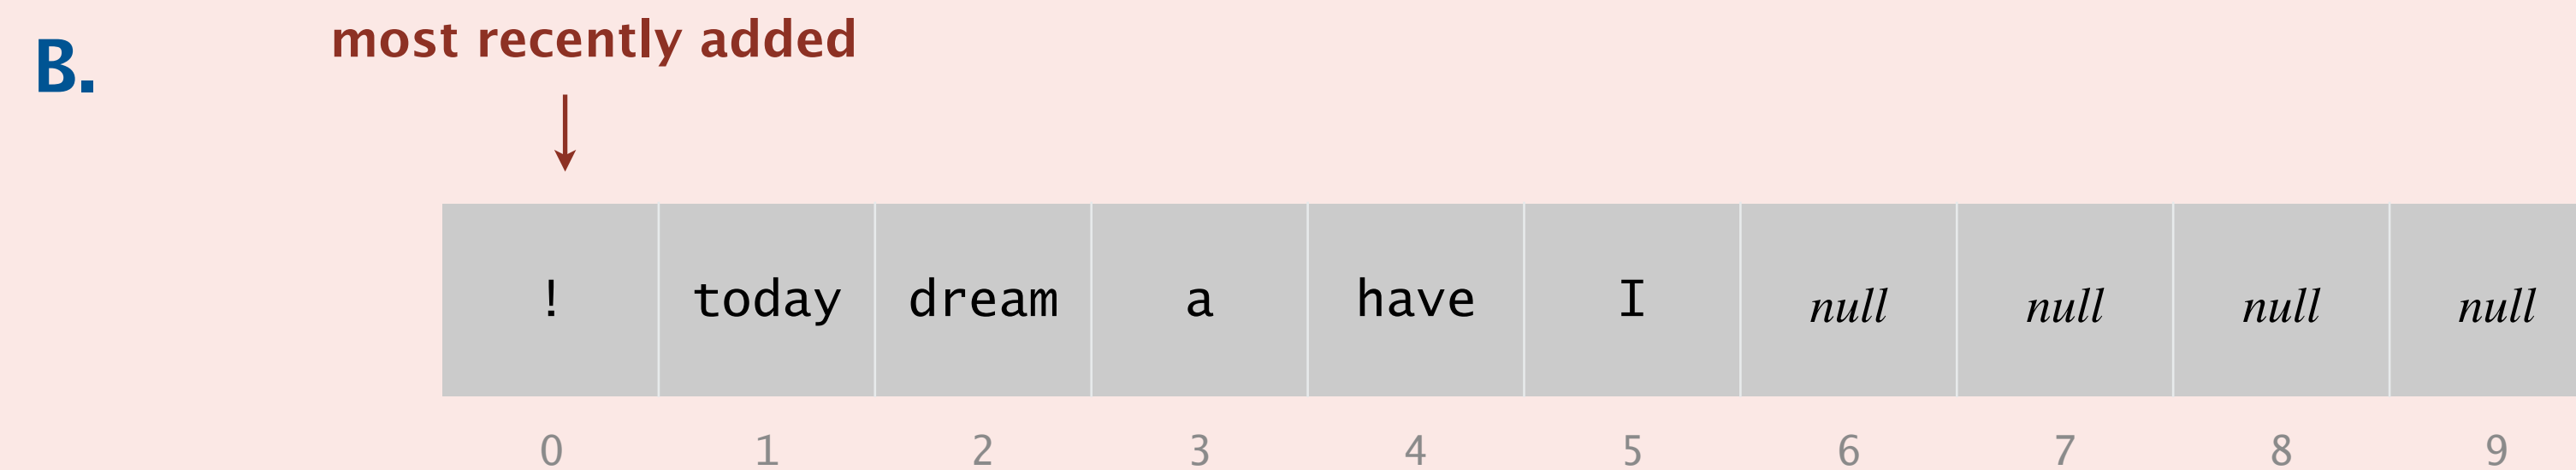 B.
most recently added
! today dream a have I null null null null
0 1 2 3 4 5 6 7 8 9